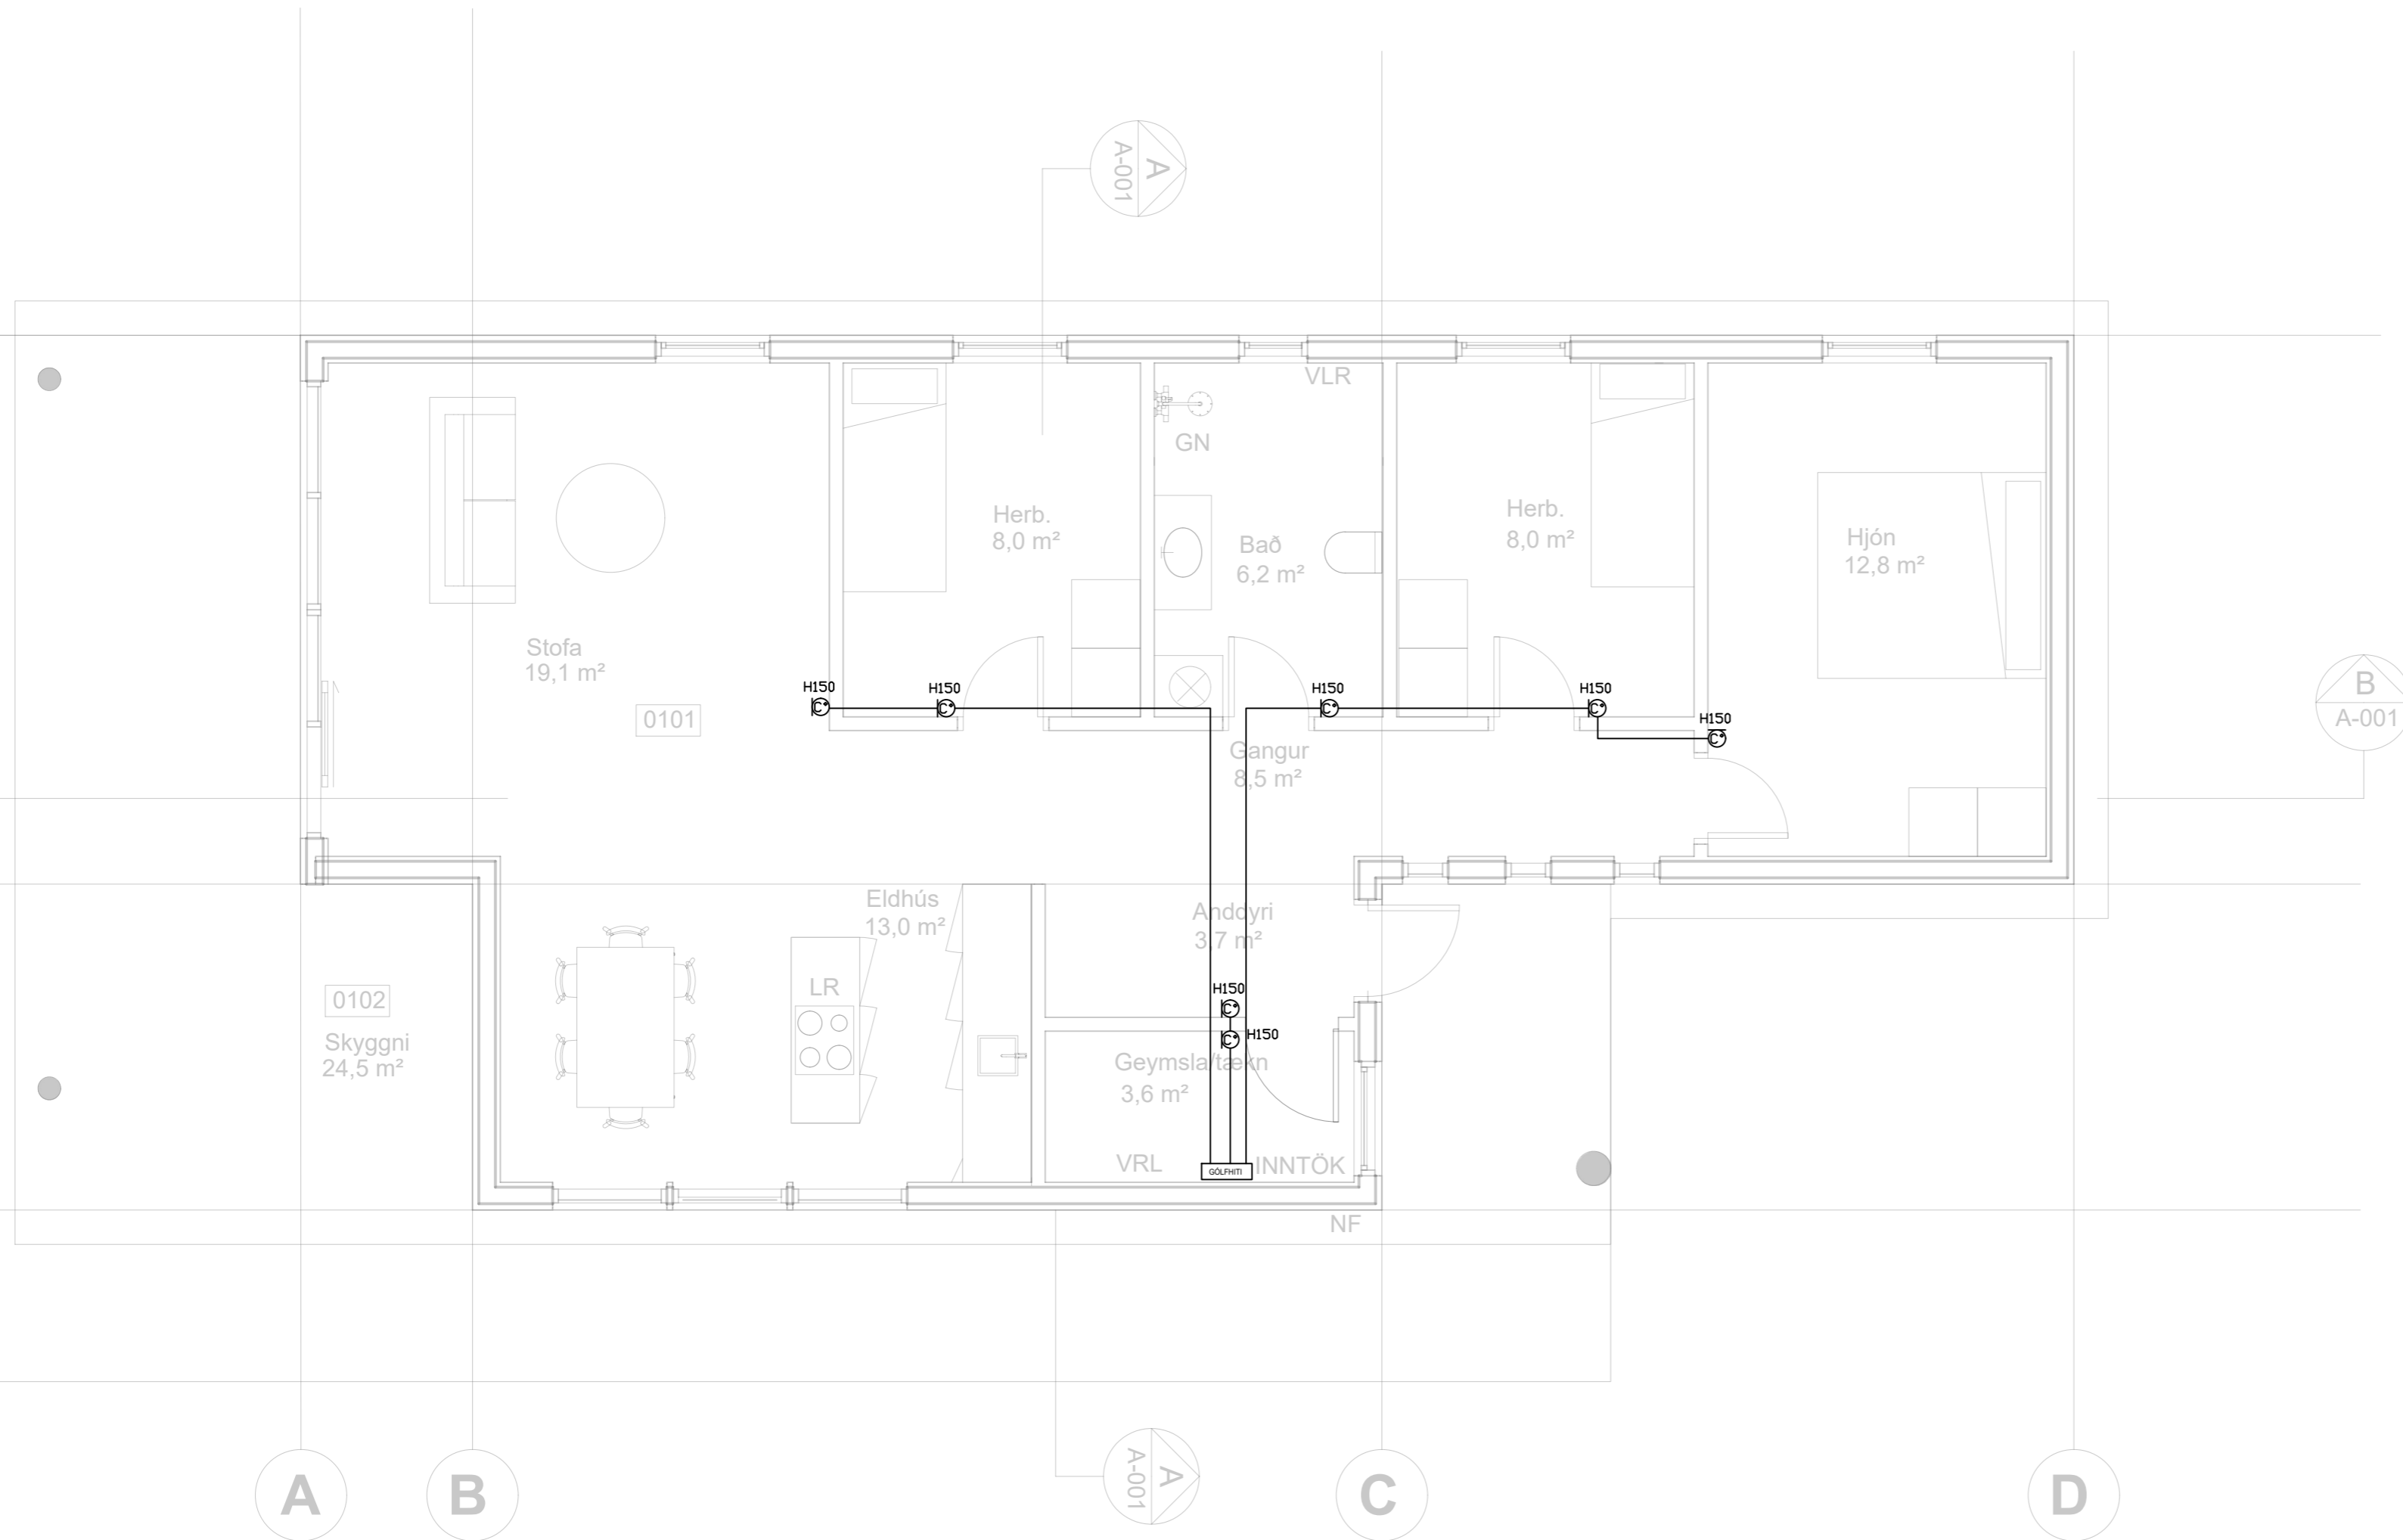 A
A-001
VLR
GN
Herb.
8,0 m²
Herb.
8,0 m²
Bað
6,2 m²
Hjón
12,8 m²
Stofa
19,1 m²
H150
H150
H150
H150
H150
0101
B
A-001
Gangur
8,5 m²
Eldhús
13,0 m²
Anddyri
3,7 m²
LR
0102
Skyggni
24,5 m²
H150
H150
Geymsla/tækn
3,6 m²
VRL
GÓLFHITI
INNTÖK
NF
A
A-001
A
B
C
D